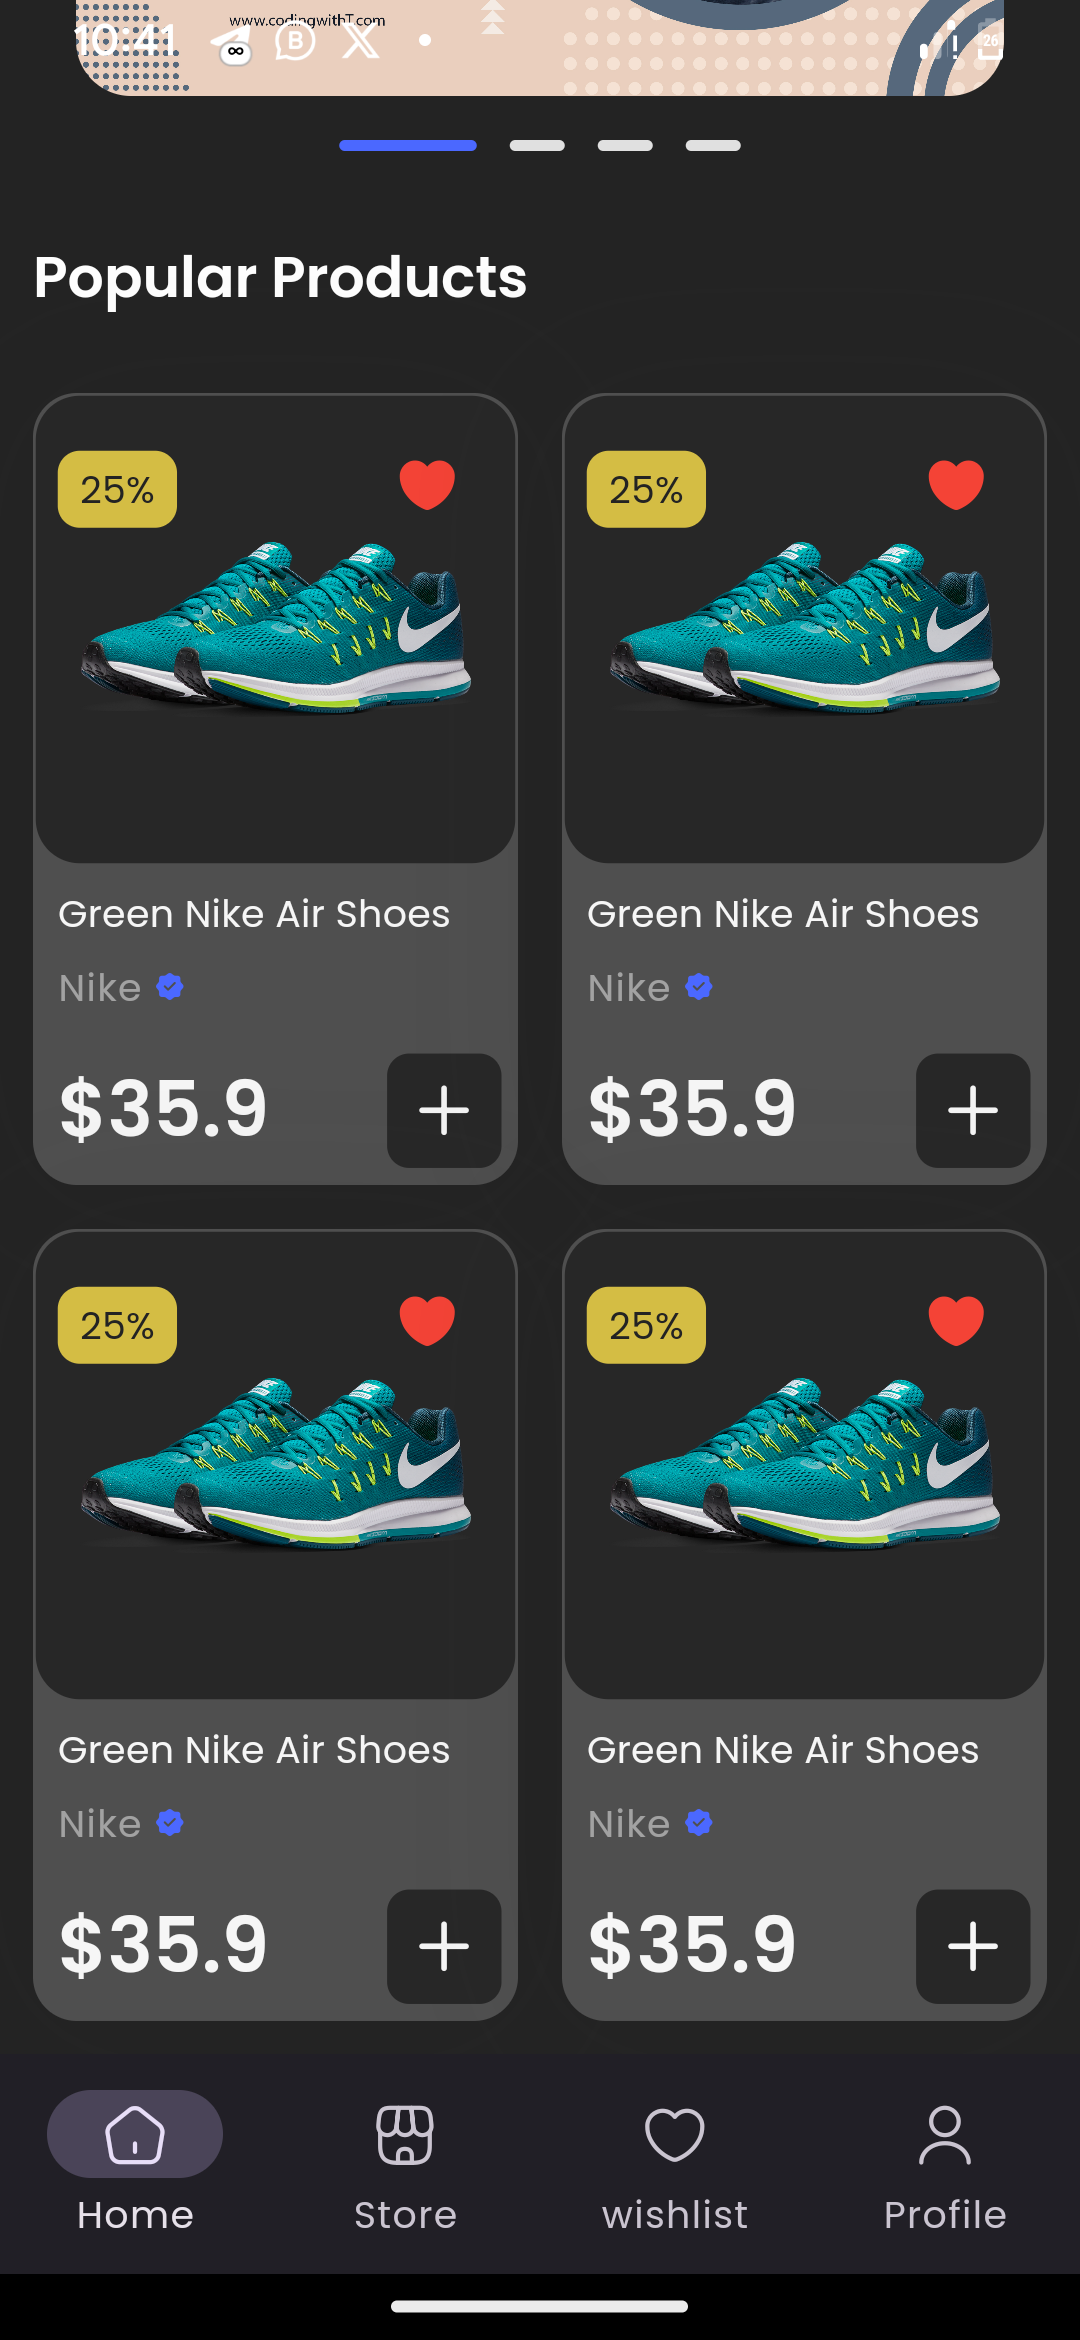 www.codingwithT.com
10:41
26
Popular Products
25%
25%
Green Nike Air Shoes
Green Nike Air Shoes
Nike
Nike
$35.9
$35.9
25%
25%
Green Nike Air Shoes
Green Nike Air Shoes
Nike
Nike
$35.9
$35.9
Home
Store
wishlist
Profile